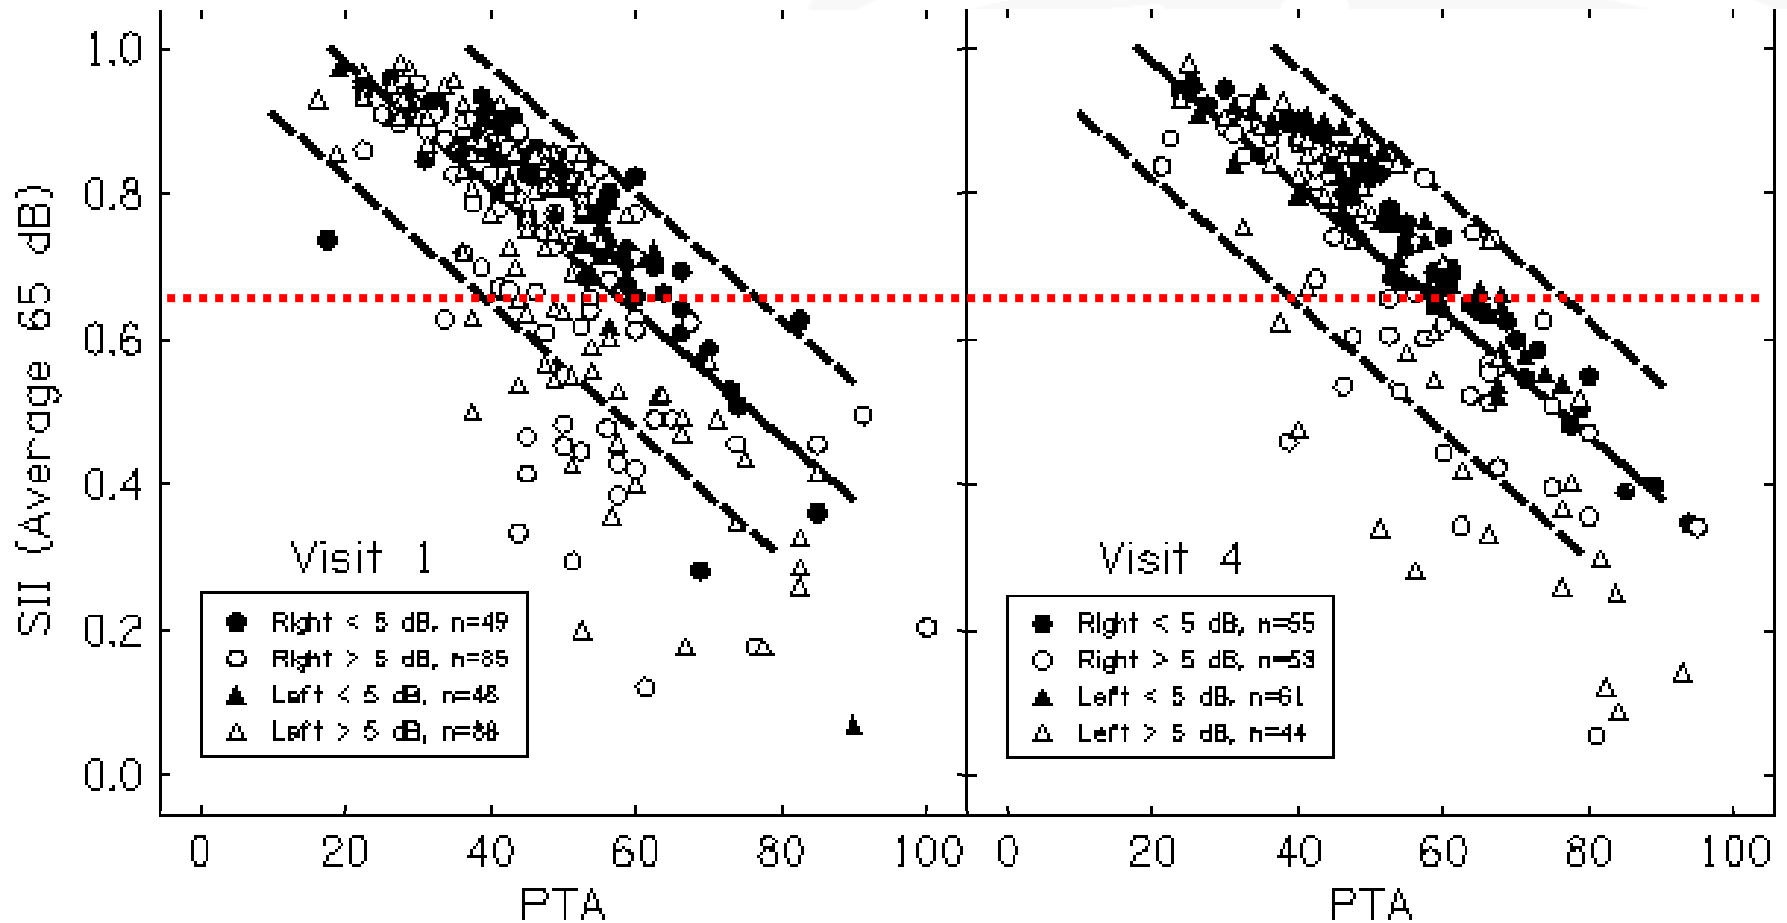 SII (Average 65 dB)
1.0
0.8
0.6
0.4
0.2
0.0
Visit 1
Right < 5 dB, n=49
Right > 5 dB, n=85
Left < 5 dB,
Left > 5 dB,
0 20 40 60 80 100
PTA
Visit 4
Right < 5 dB, n=55
Right > 5 dB, n=53
Left < 5 dB, n=61
Left > 5 dB, n=44
0 20 40 60 80 100
PTA